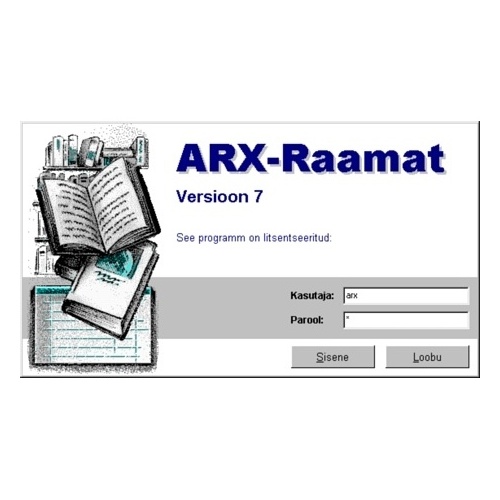 ARX-Raamat
Versioon 7
See programm on litsentseeritud:
Kasutaja: arx
Parool: *
Sisene Loobu